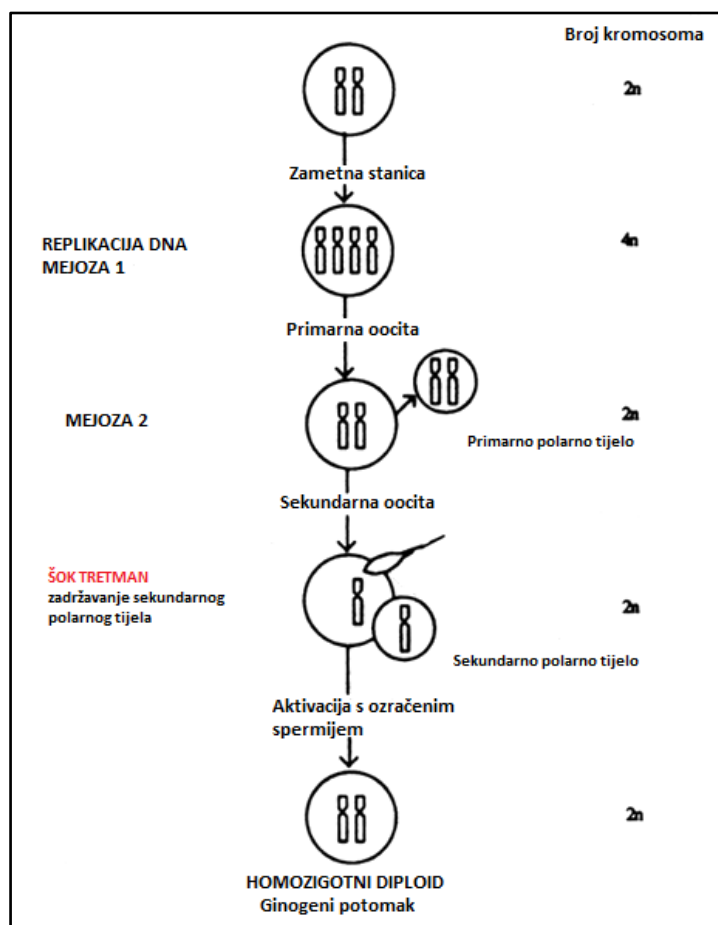 Broj kromosoma
2n
Zametna stanica
REPLIKACIJA DNA
MEJOZA 1
4n
Primarna oocita
MEJOZA 2
2n
Primarno polarno tijelo
Sekundarna oocita
ŠOK TRETMAN
zadržavanje sekundarnog
polarnog tijela
2n
Sekundarno polarno tijelo
Aktivacija s ozračenim
spermijem
2n
HOMOZIGOTNI DIPLOID
Ginogeni potomak